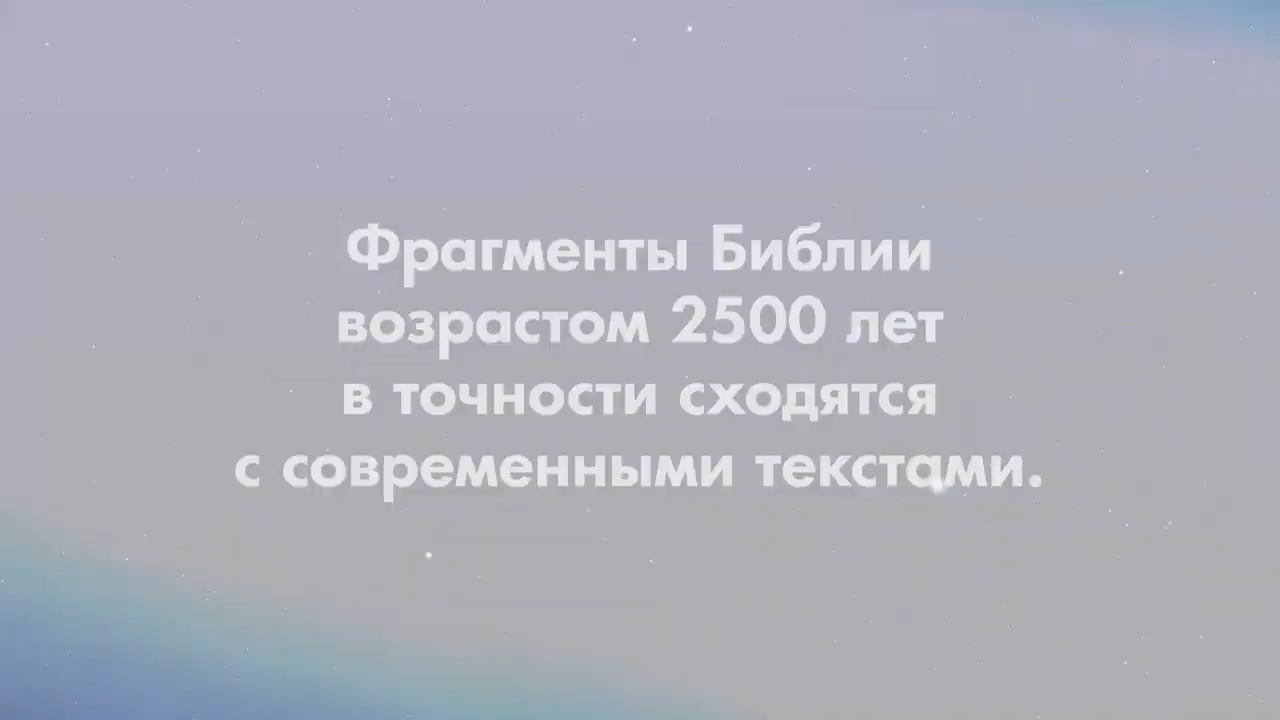 Фрагменты Библии
возрастом 2500 лет
в точности сходятся
с современными текстами.